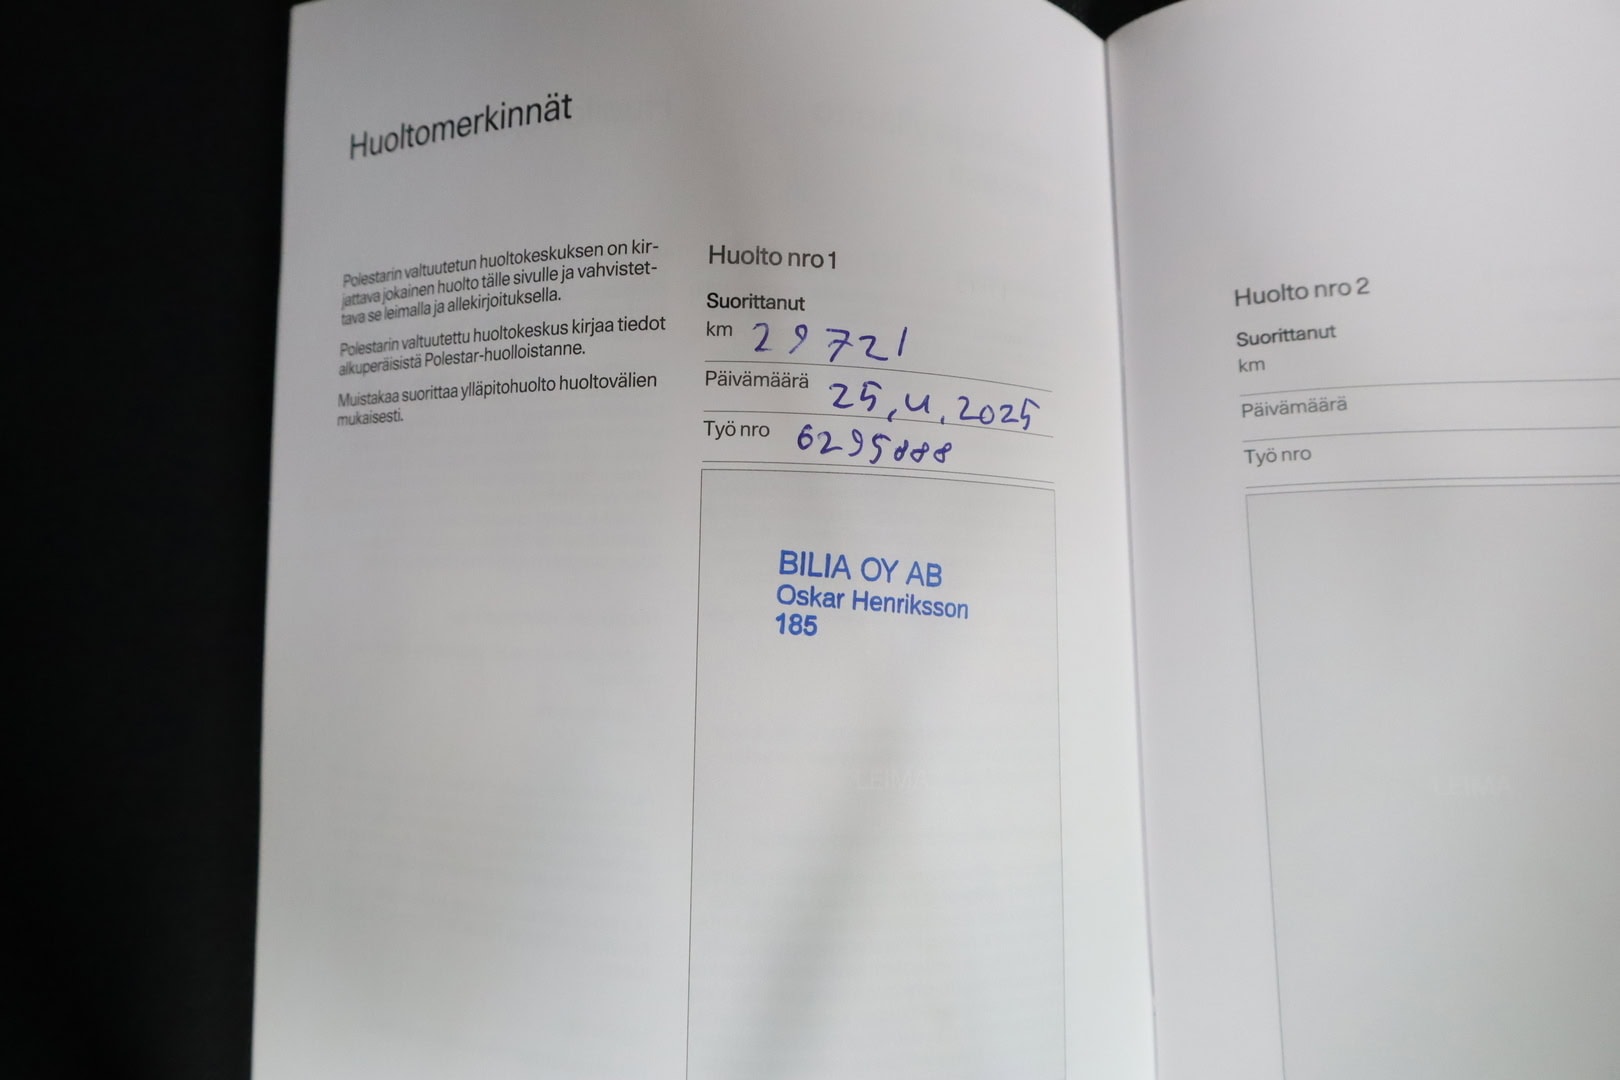 Huoltomerkinnät
Polestarin valtuutetun huoltokeskuksen on kir-
jattava jokainen huolto tälle sivulle ja vahvistet-
tava se leimalla ja allekirjoituksella.
Polestarin valtuutettu huoltokeskus kirjaa tiedot
alkuperäisistä Polestar-huolloistanne.
Muistakaa suorittaa ylläpitohuolto huoltovälien
mukaisesti.
Huolto nro 1
Suorittanut
km 29721
Päivämäärä 25.4.2025
Työ nro 6295888
BILIA OY AB
Oskar Henriksson
185
LEIMA
Huolto nro 2
Suorittanut
km
Päivämäärä
Työ nro
LEIMA